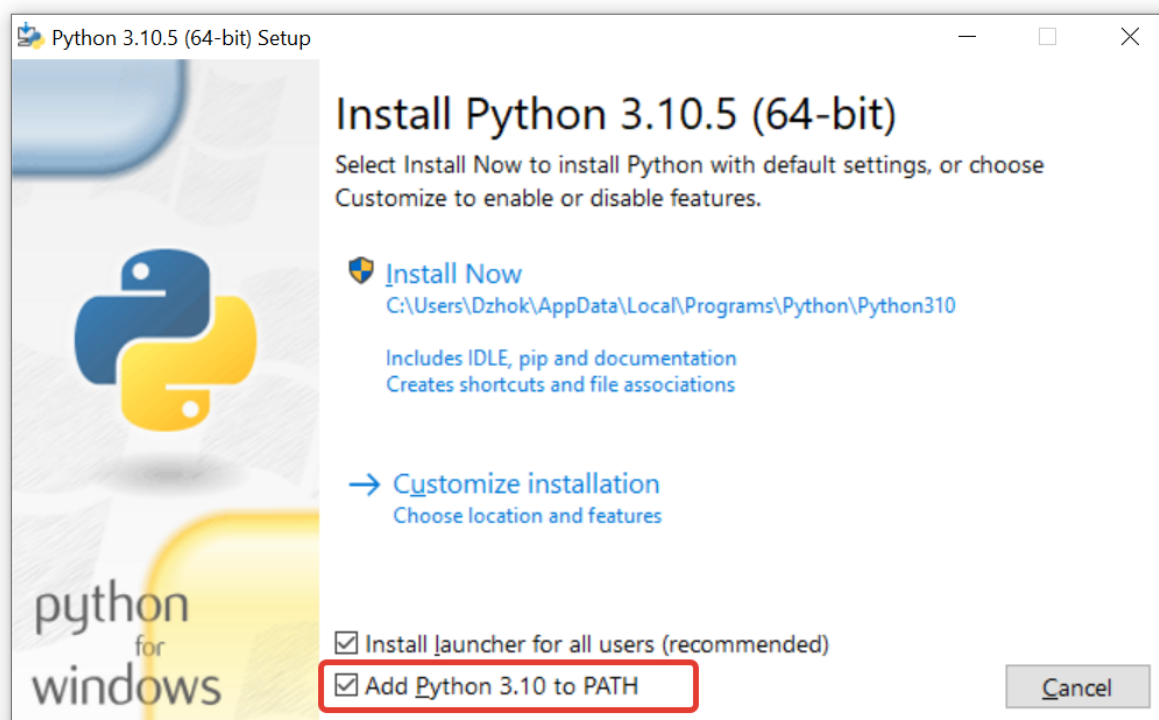 Python 3.10.5 (64-bit) Setup
Install Python 3.10.5 (64-bit)
Select Install Now to install Python with default settings, or choose
Customize to enable or disable features.
Install Now
C:\Users\Dzhok\AppData\Local\Programs\Python\Python310
Includes IDLE, pip and documentation
Creates shortcuts and file associations
Customize installation
Choose location and features
Install launcher for all users (recommended)
Add Python 3.10 to PATH
Cancel
python
for
windows